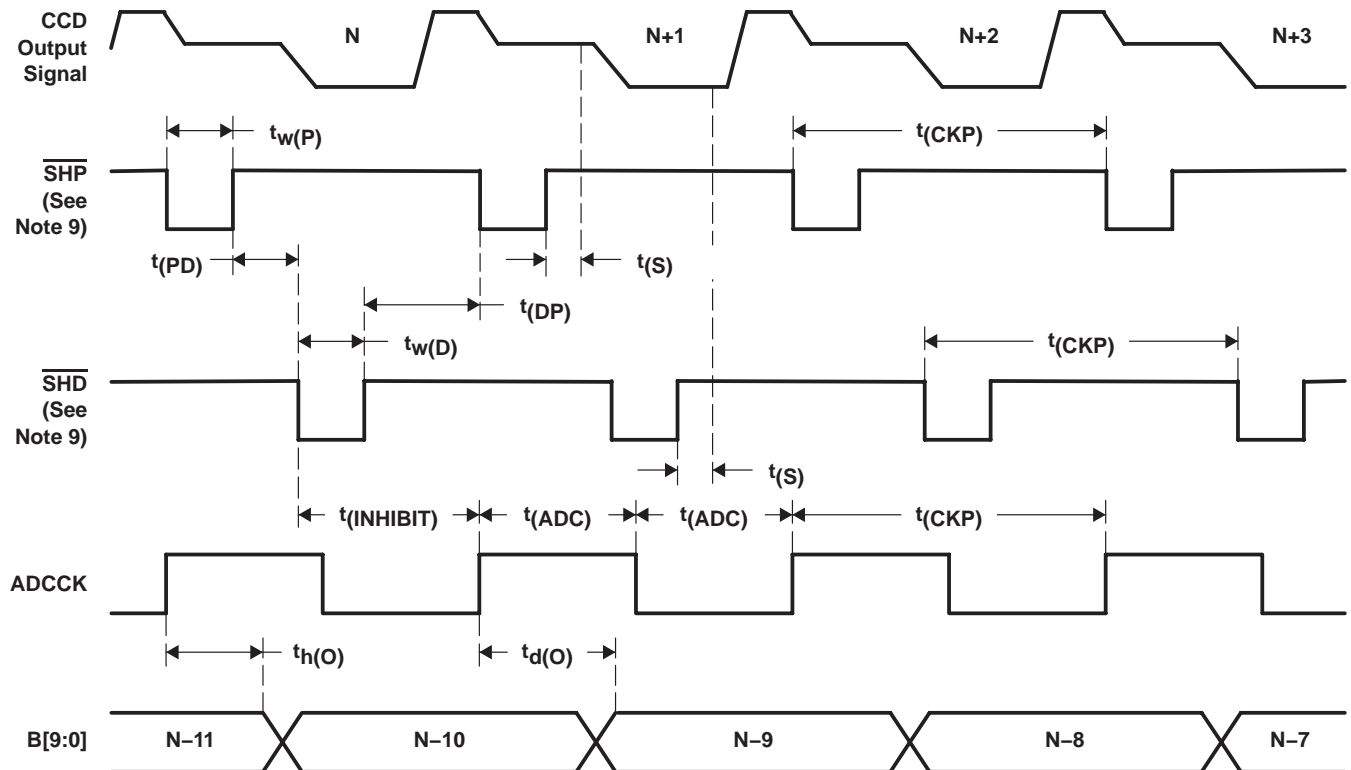 CCD
Output
Signal
N
N+1
N+2
N+3
tw(P)
t(CKP)
SHP
(See
Note 9)
t(PD)
t(S)
t(DP)
tw(D)
t(CKP)
SHD
(See
Note 9)
t(S)
t(INHIBIT)
t(ADC)
t(ADC)
t(CKP)
ADCCK
th(O)
td(O)
B[9:0]
N–11
N–10
N–9
N–8
N–7